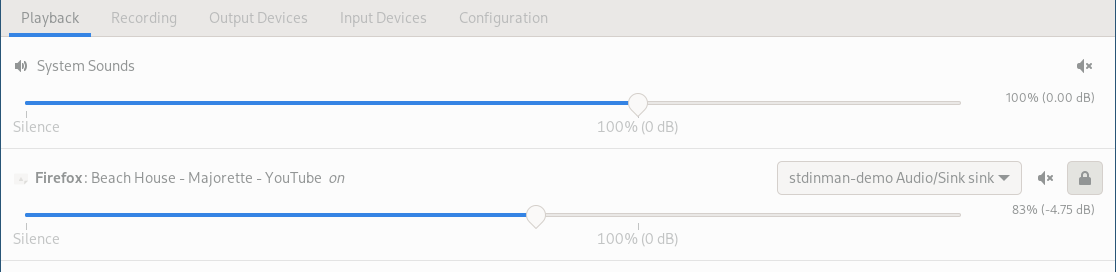 Playback Recording Output Devices Input Devices Configuration
System Sounds
100% (0.00 dB)
Silence 100% (0 dB)
Firefox: Beach House - Majorette - YouTube on stdinman-demo Audio/Sink sink
83% (-4.75 dB)
Silence 100% (0 dB)